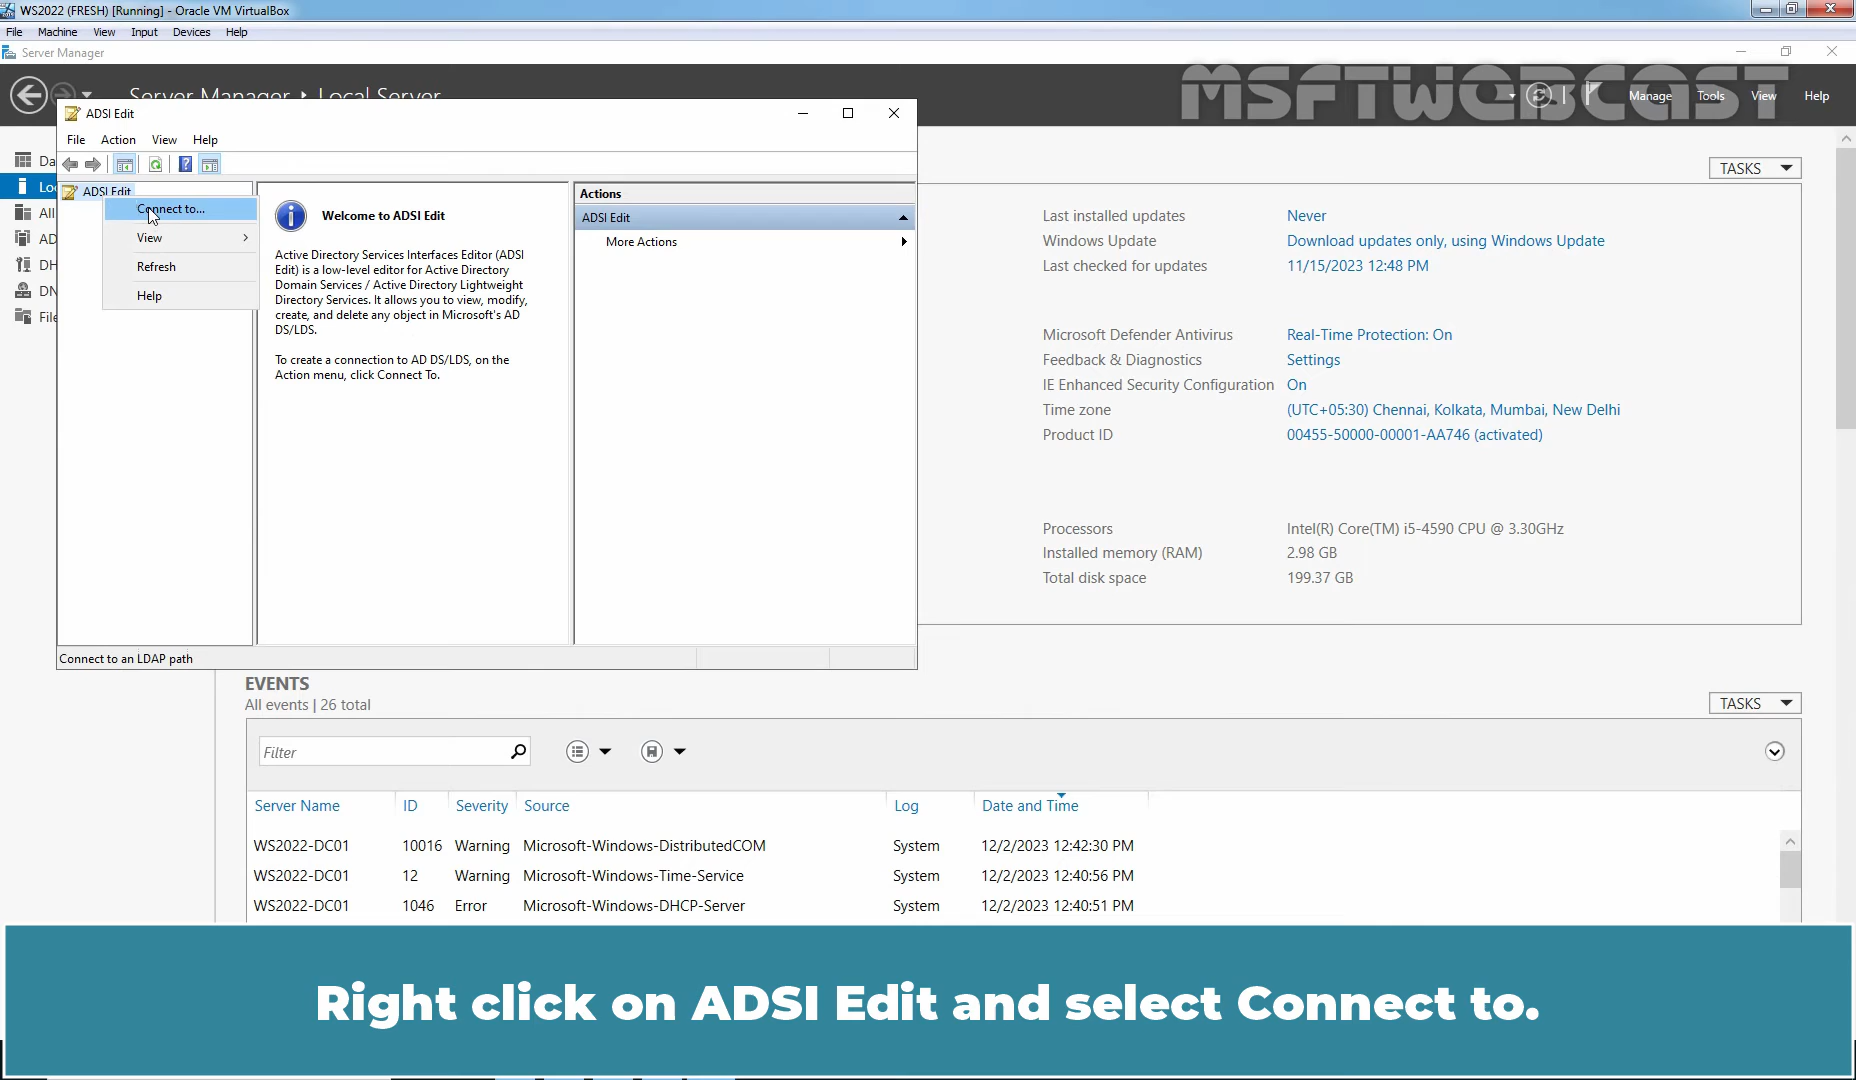 WS2022 (FRESH) [Running] - Oracle VM VirtualBox
File Machine View Input Devices Help
Server Manager
Server Manager Local Server
MSFTWEBCAST
Manage Tools View Help
ADSI Edit
File Action View Help
ADSI Edit
Connect to...
View
Refresh
Help
Welcome to ADSI Edit
Active Directory Services Interfaces Editor (ADSI
Edit) is a low-level editor for Active Directory
Domain Services / Active Directory Lightweight
Directory Services. It allows you to view, modify,
create, and delete any object in Microsoft's AD
DS/LDS.
To create a connection to AD DS/LDS, on the
Action menu, click Connect To.
Actions
ADSI Edit
More Actions
Connect to an LDAP path
Da
Loc
All
AD
DH
DN
File
TASKS
Last installed updates Never
Windows Update Download updates only, using Windows Update
Last checked for updates 11/15/2023 12:48 PM
Microsoft Defender Antivirus Real-Time Protection: On
Feedback & Diagnostics Settings
IE Enhanced Security Configuration On
Time zone (UTC+05:30) Chennai, Kolkata, Mumbai, New Delhi
Product ID 00455-50000-00001-AA746 (activated)
Processors Intel(R) Core(TM) i5-4590 CPU @ 3.30GHz
Installed memory (RAM) 2.98 GB
Total disk space 199.37 GB
EVENTS
All events | 26 total
TASKS
Filter
Server Name ID Severity Source Log Date and Time
WS2022-DC01 10016 Warning Microsoft-Windows-DistributedCOM System 12/2/2023 12:42:30 PM
WS2022-DC01 12 Warning Microsoft-Windows-Time-Service System 12/2/2023 12:40:56 PM
WS2022-DC01 1046 Error Microsoft-Windows-DHCP-Server System 12/2/2023 12:40:51 PM
Right click on ADSI Edit and select Connect to.